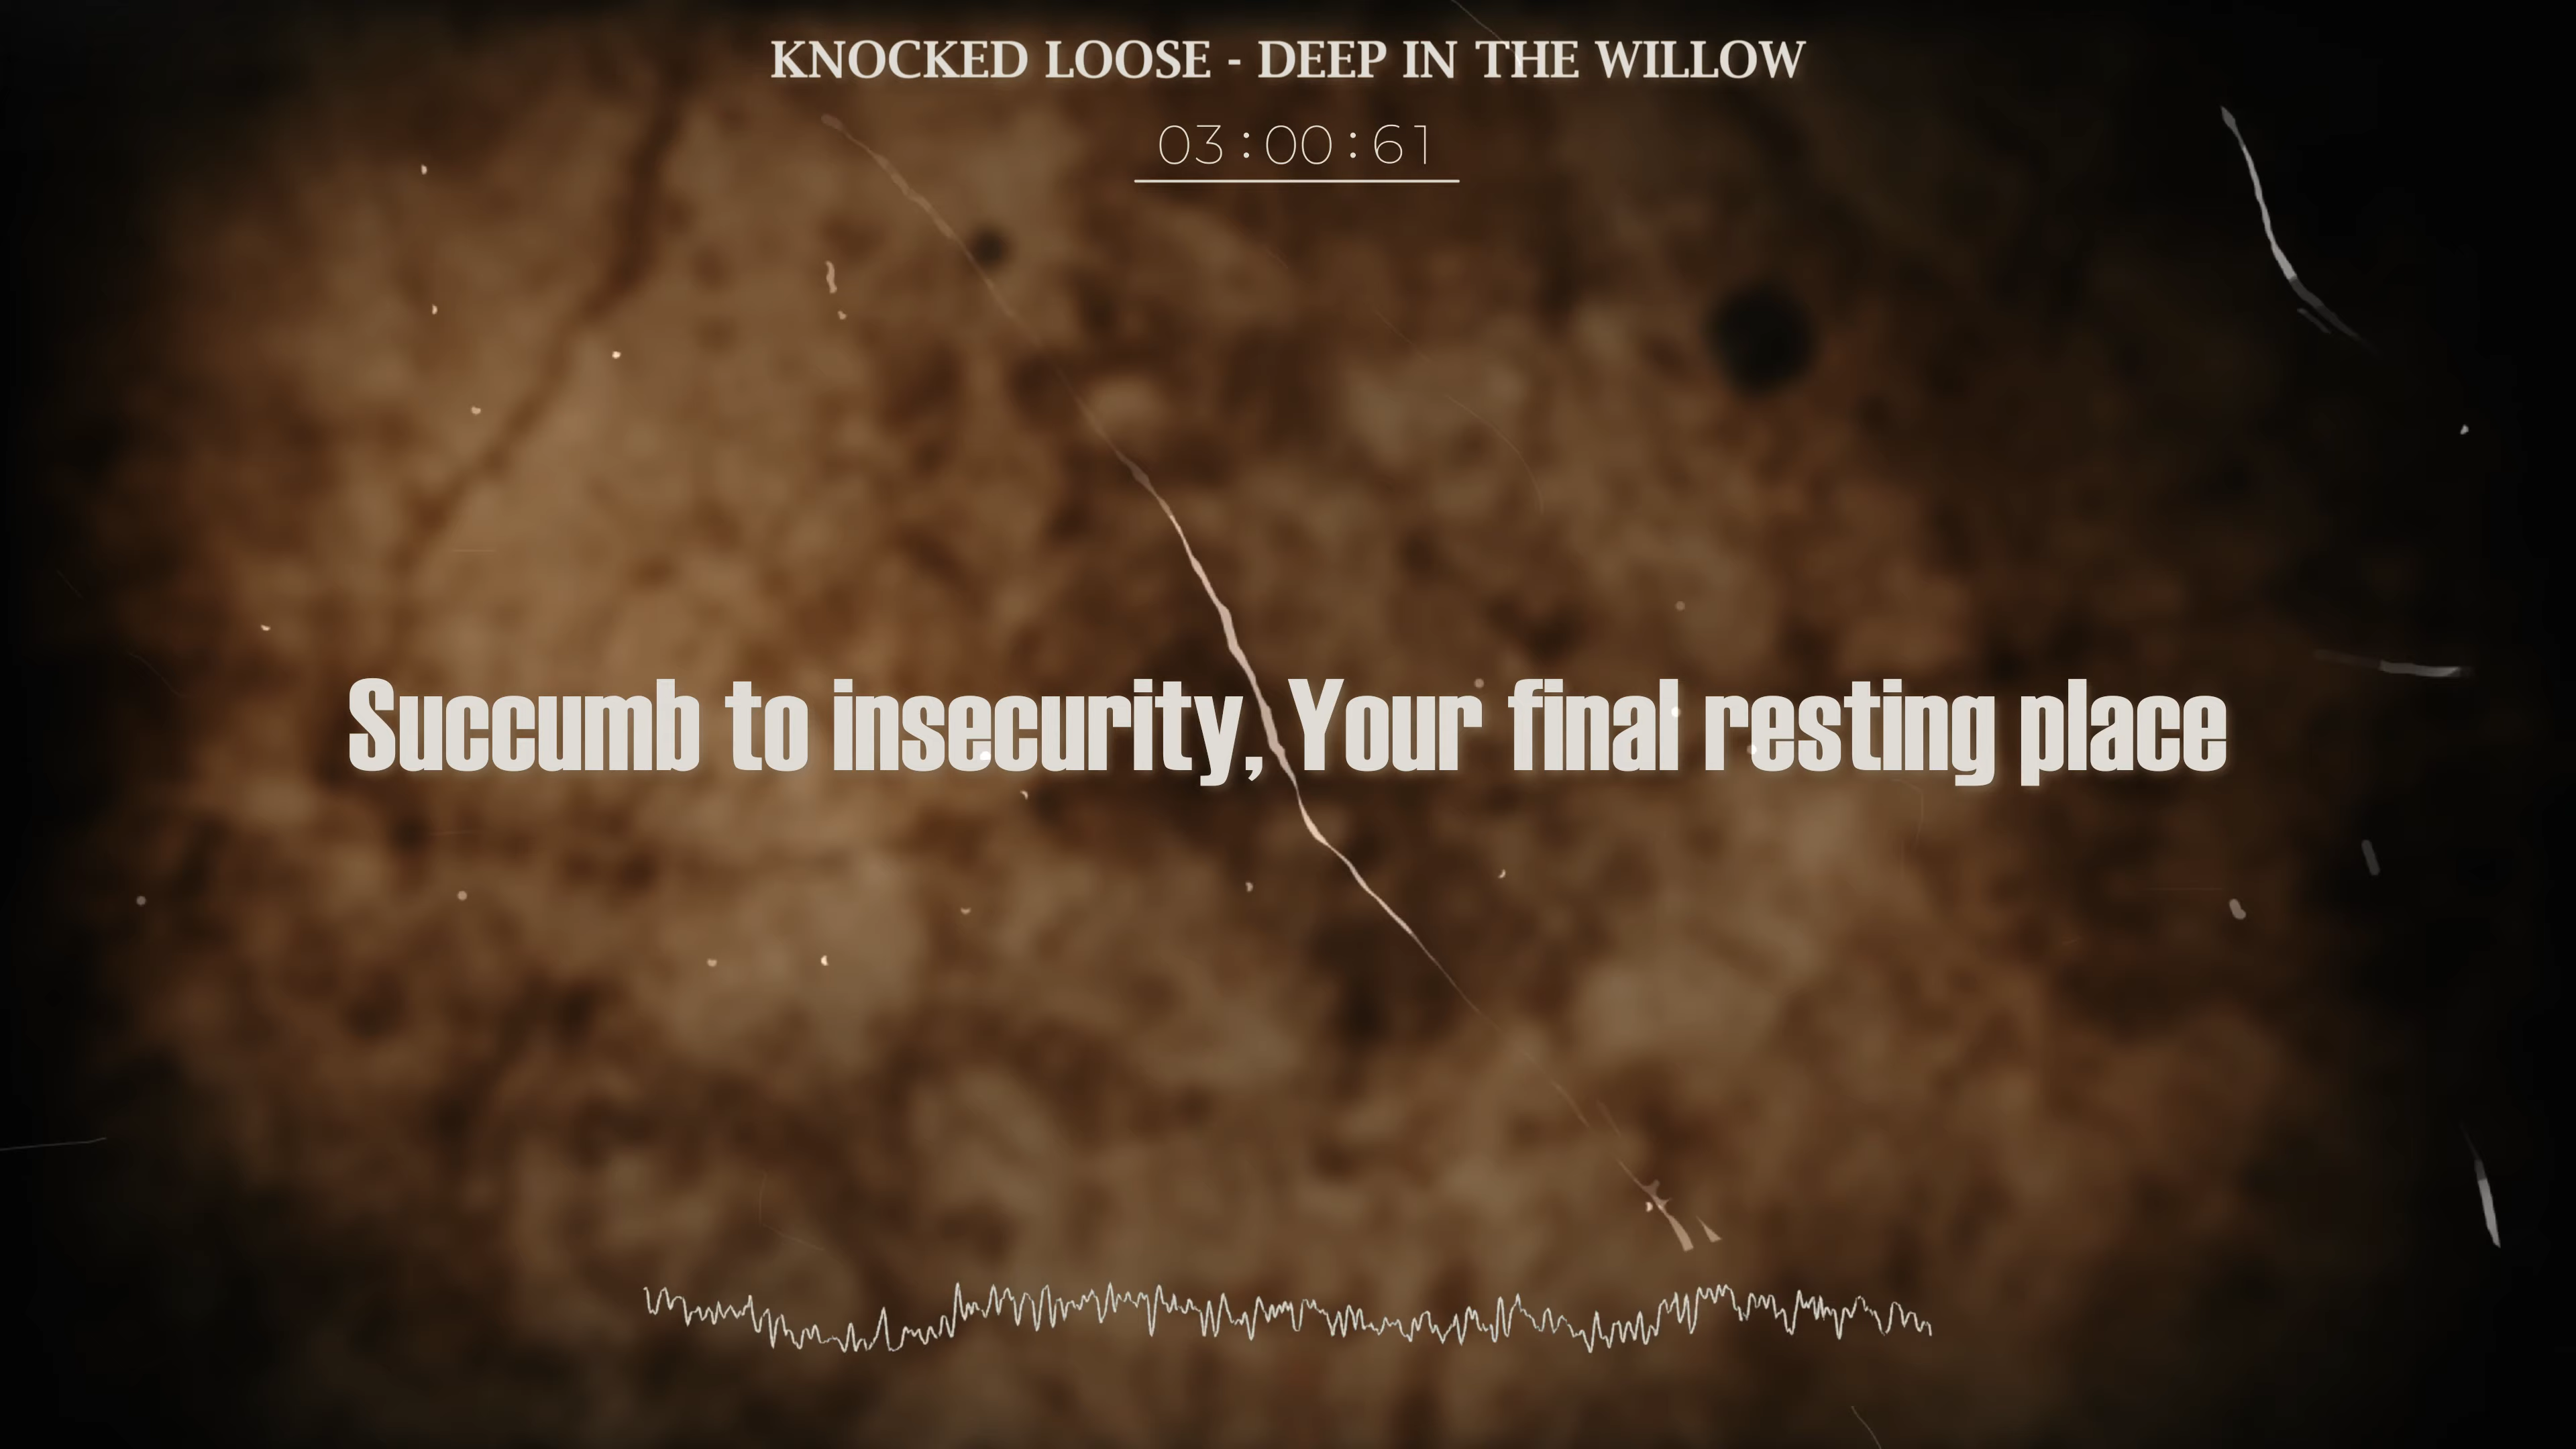 KNOCKED LOOSE - DEEP IN THE WILLOW
03:00:61
Succumb to insecurity, Your final resting place